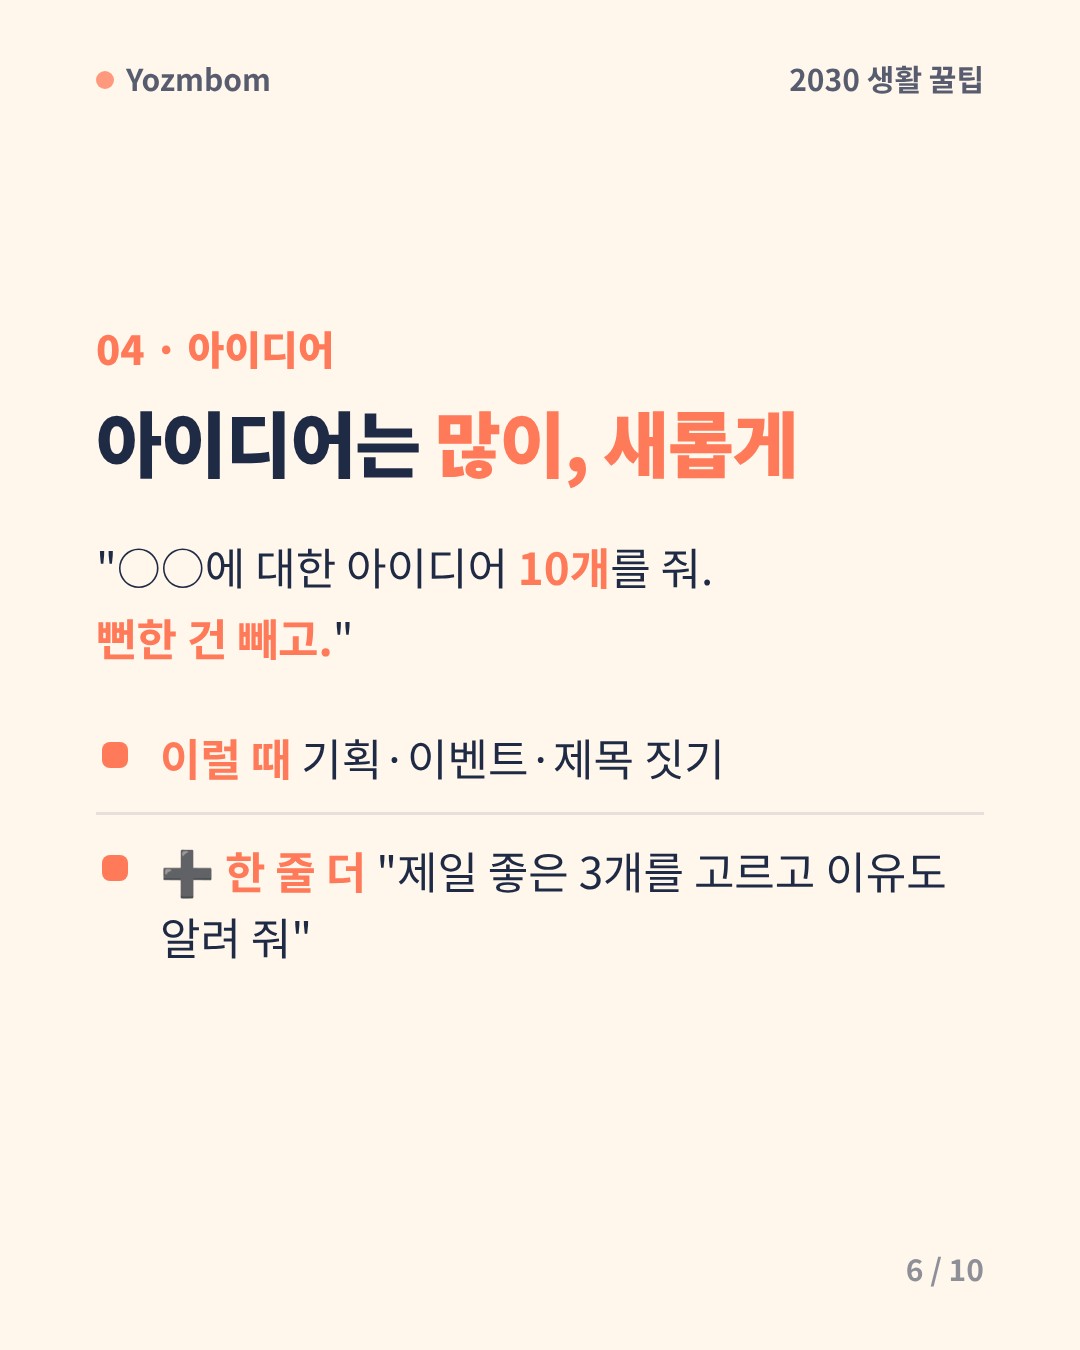 Yozmbom
2030 생활 꿀팁
04 · 아이디어
아이디어는 많이, 새롭게
"○○에 대한 아이디어 10개를 줘.
뻔한 건 빼고."
이럴 때 기획·이벤트·제목 짓기
➕ 한 줄 더 "제일 좋은 3개를 고르고 이유도
알려 줘"
6 / 10